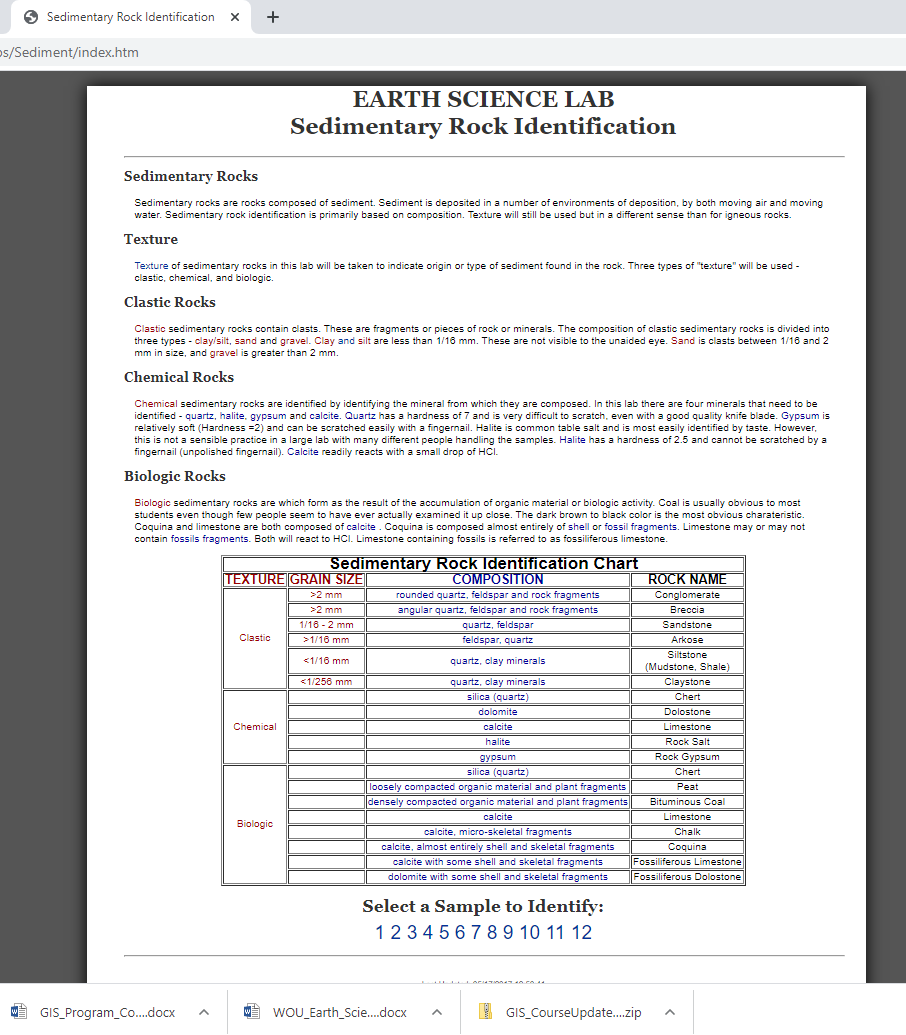 Sedimentary Rock Identification
os/Sediment/index.htm
EARTH SCIENCE LAB
Sedimentary Rock Identification
Sedimentary Rocks
Sedimentary rocks are rocks composed of sediment. Sediment is deposited in a number of environments of deposition, by both moving air and moving
water. Sedimentary rock identification is primarily based on composition. Texture will still be used but in a different sense than for igneous rocks.
Texture
Texture of sedimentary rocks in this lab will be taken to indicate origin or type of sediment found in the rock. Three types of "texture" will be used -
clastic, chemical, and biologic.
Clastic Rocks
Clastic sedimentary rocks contain clasts. These are fragments or pieces of rock or minerals. The composition of clastic sedimentary rocks is divided into
three types - clay/silt, sand and gravel. Clay and silt are less than 1/16 mm. These are not visible to the unaided eye. Sand is clasts between 1/16 and 2
mm in size, and gravel is greater than 2 mm.
Chemical Rocks
Chemical sedimentary rocks are identified by identifying the mineral from which they are composed. In this lab there are four minerals that need to be
identified - quartz, halite, gypsum and calcite. Quartz has a hardness of 7 and is very difficult to scratch, even with a good quality knife blade. Gypsum is
relatively soft (Hardness =2) and can be scratched easily with a fingernail. Halite is common table salt and is most easily identified by taste. However,
this is not a sensible practice in a large lab with many different people handling the samples. Halite has a hardness of 2.5 and cannot be scratched by a
fingernail (unpolished fingernail). Calcite readily reacts with a small drop of HCl.
Biologic Rocks
Biologic sedimentary rocks are which form as the result of the accumulation of organic material or biologic activity. Coal is usually obvious to most
students even though few people seem to have ever actually examined it up close. The dark brown to black color is the most obvious charateristic.
Coquina and limestone are both composed of calcite . Coquina is composed almost entirely of shell or fossil fragments. Limestone may or may not
contain fossils fragments. Both will react to HCl. Limestone containing fossils is referred to as fossiliferous limestone.
Sedimentary Rock Identification Chart
TEXTURE GRAIN SIZE COMPOSITION ROCK NAME
>2 mm rounded quartz, feldspar and rock fragments Conglomerate
>2 mm angular quartz, feldspar and rock fragments Breccia
1/16 - 2 mm quartz, feldspar Sandstone
Clastic >1/16 mm feldspar, quartz Arkose
<1/16 mm quartz, clay minerals Siltstone
(Mudstone, Shale)
<1/256 mm quartz, clay minerals Claystone
silica (quartz) Chert
dolomite Dolostone
Chemical calcite Limestone
halite Rock Salt
gypsum Rock Gypsum
silica (quartz) Chert
loosely compacted organic material and plant fragments Peat
densely compacted organic material and plant fragments Bituminous Coal
Biologic calcite Limestone
calcite, micro-skeletal fragments Chalk
calcite, almost entirely shell and skeletal fragments Coquina
calcite with some shell and skeletal fragments Fossiliferous Limestone
dolomite with some shell and skeletal fragments Fossiliferous Dolostone
Select a Sample to Identify:
1 2 3 4 5 6 7 8 9 10 11 12
GIS_Program_Co....docx WOU_Earth_Scie....docx GIS_CourseUpdate....zip